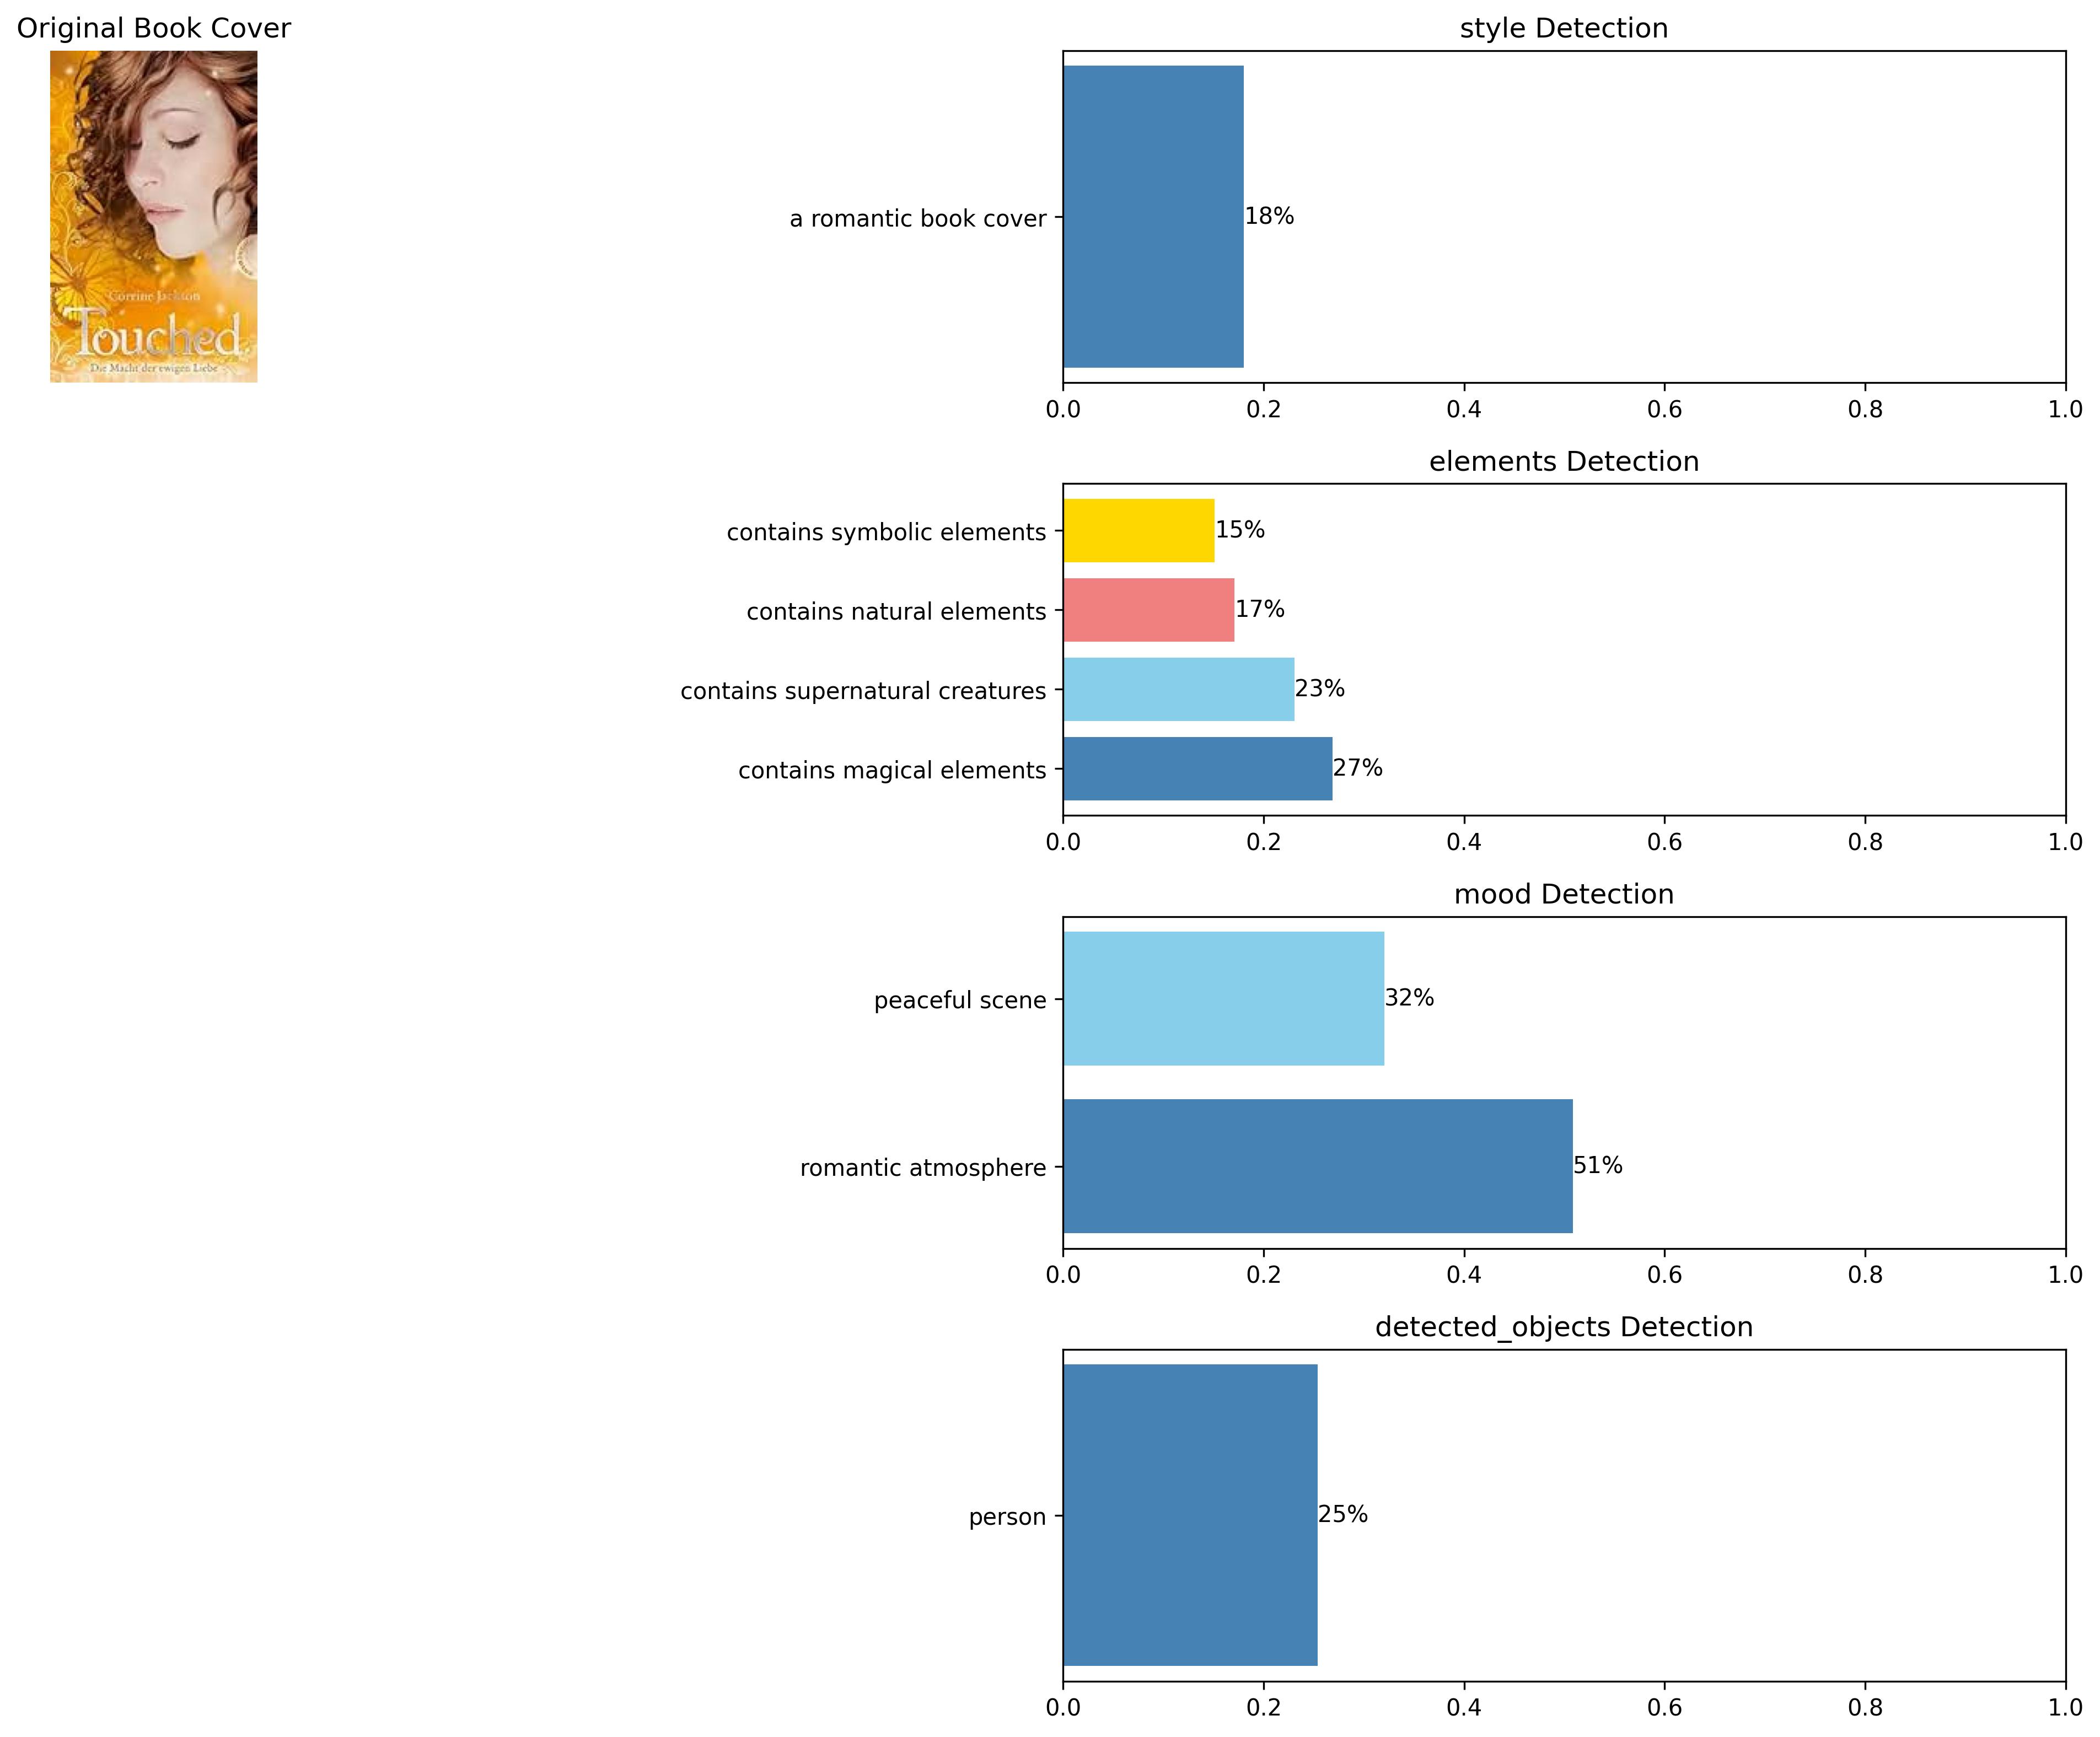 Original Book Cover
Corrine Jackson
Touched
Die Macht der ewigen Liebe
style Detection
a romantic book cover
18%
0.0 0.2 0.4 0.6 0.8 1.0
elements Detection
contains symbolic elements
15%
contains natural elements
17%
contains supernatural creatures
23%
contains magical elements
27%
0.0 0.2 0.4 0.6 0.8 1.0
mood Detection
peaceful scene
32%
romantic atmosphere
51%
0.0 0.2 0.4 0.6 0.8 1.0
detected_objects Detection
person
25%
0.0 0.2 0.4 0.6 0.8 1.0